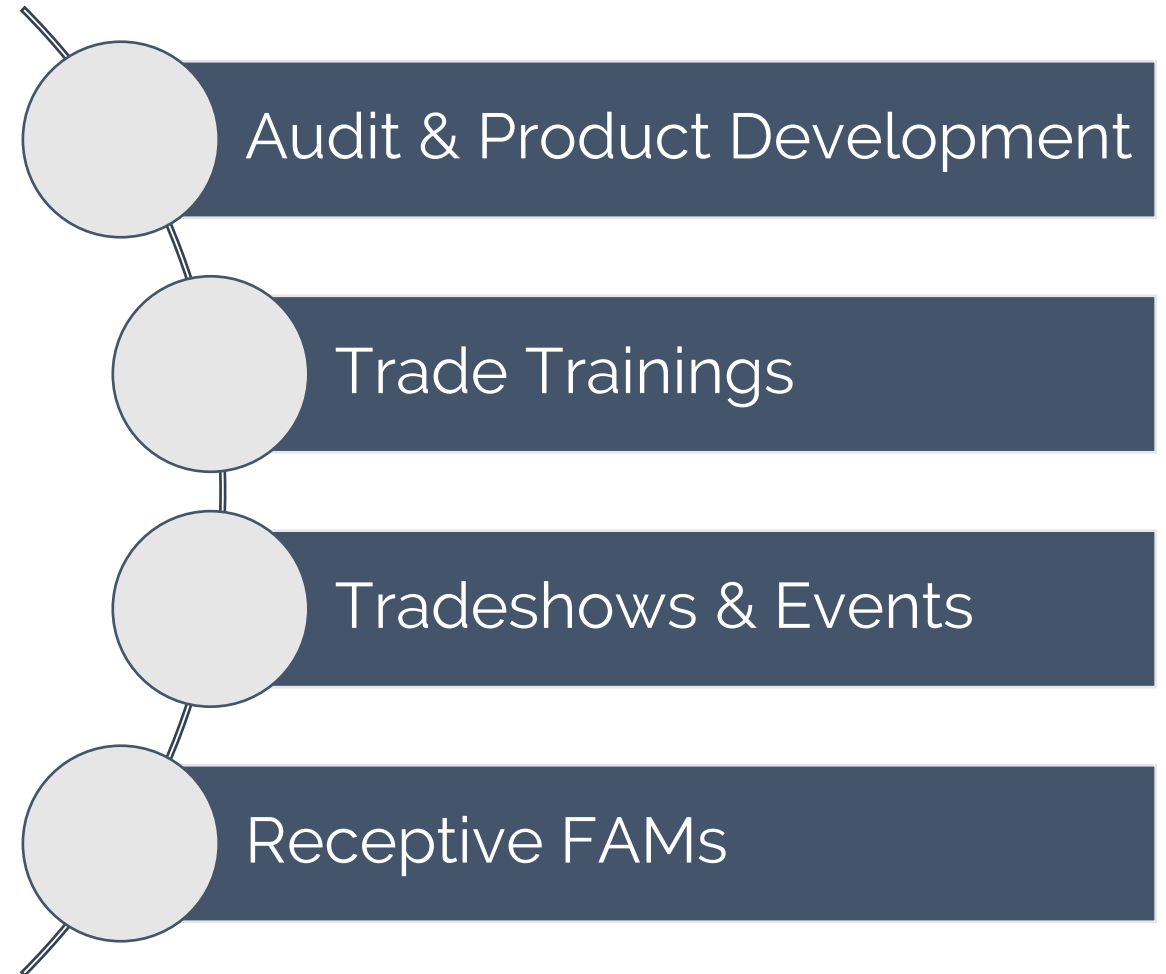 Audit & Product Development
Trade Trainings
Tradeshows & Events
Receptive FAMs